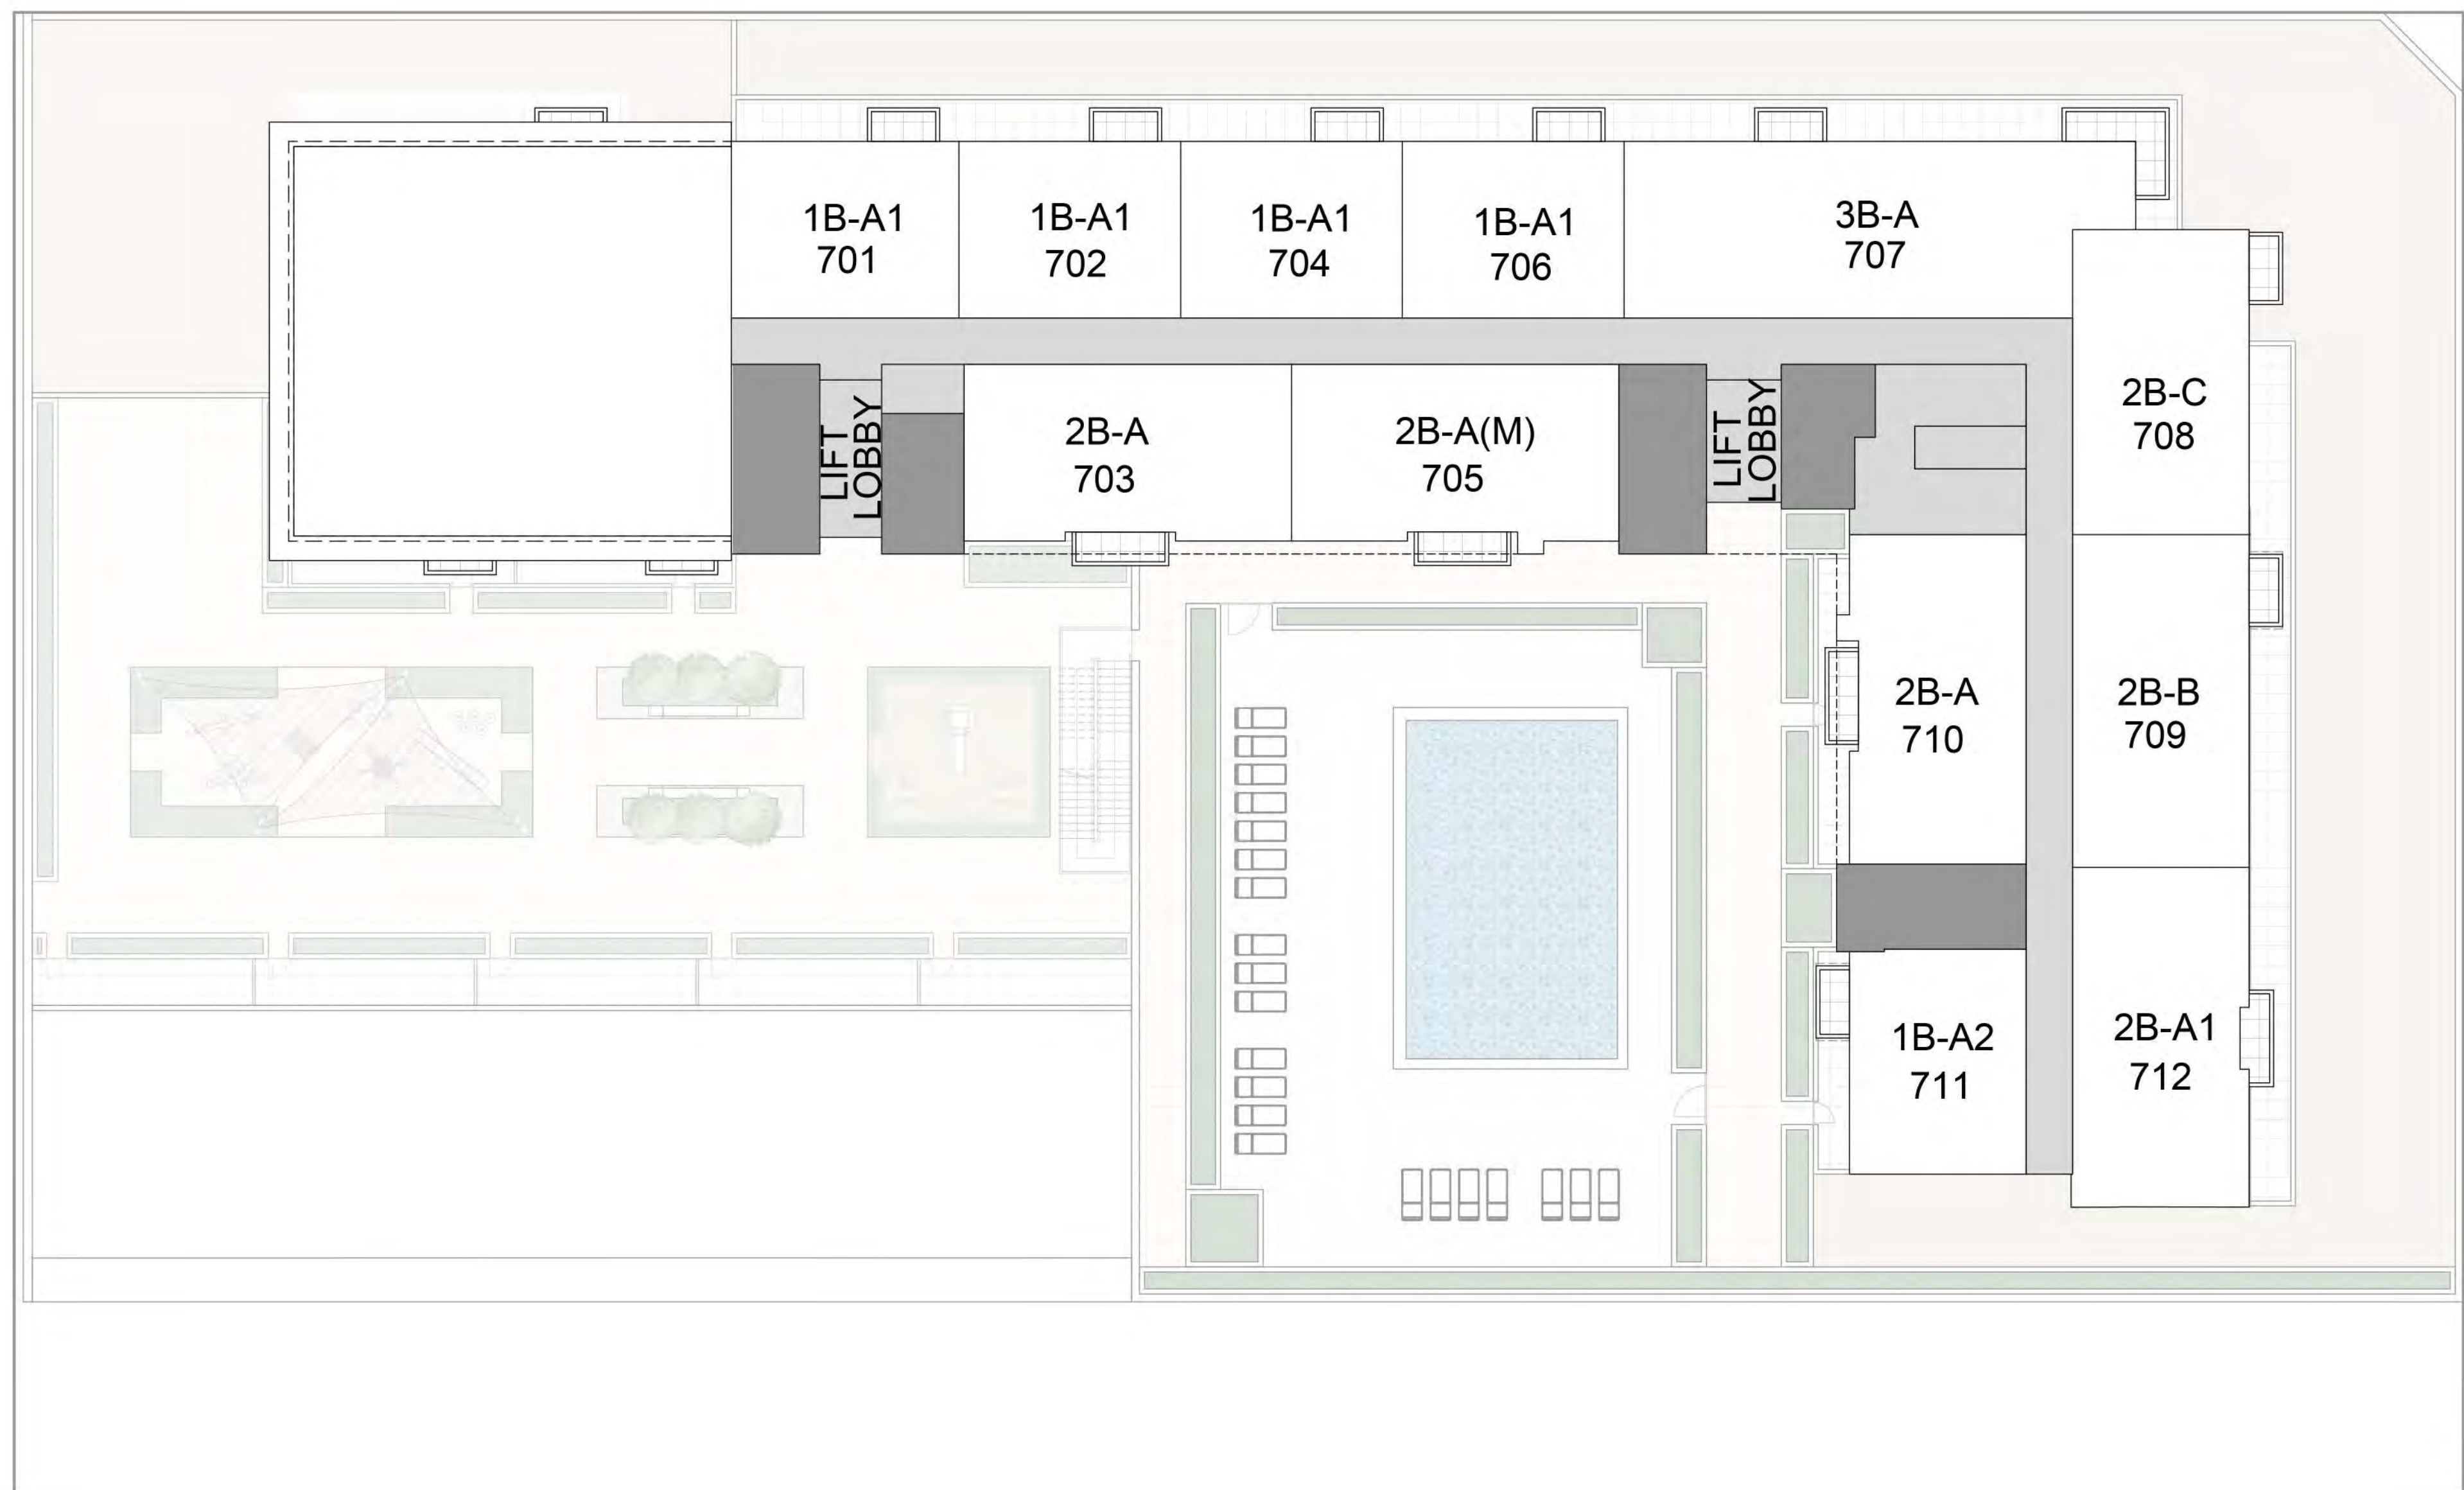 1B-A1
701
1B-A1
702
1B-A1
704
1B-A1
706
3B-A
707
LIFT
LOBBY
2B-A
703
2B-A(M)
705
LIFT
LOBBY
2B-C
708
2B-A
710
2B-B
709
1B-A2
711
2B-A1
712